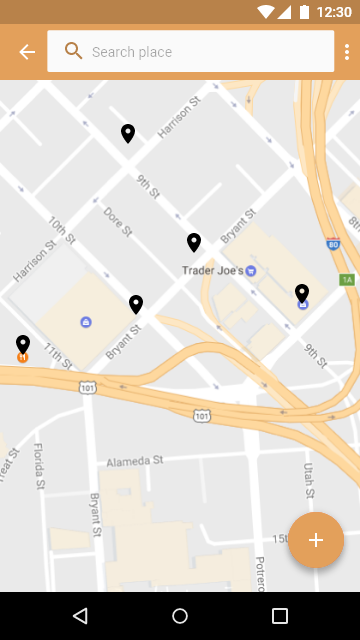 12:30
Search place
Harrison St
9th St
Dore St
10th St
Bryant St
Harrison St
80
Trader Joe's
1A
Bryant St
9th St
11th St
101
101
Alameda St
Florida St
Utah St
Bryant St
15t
Potrero